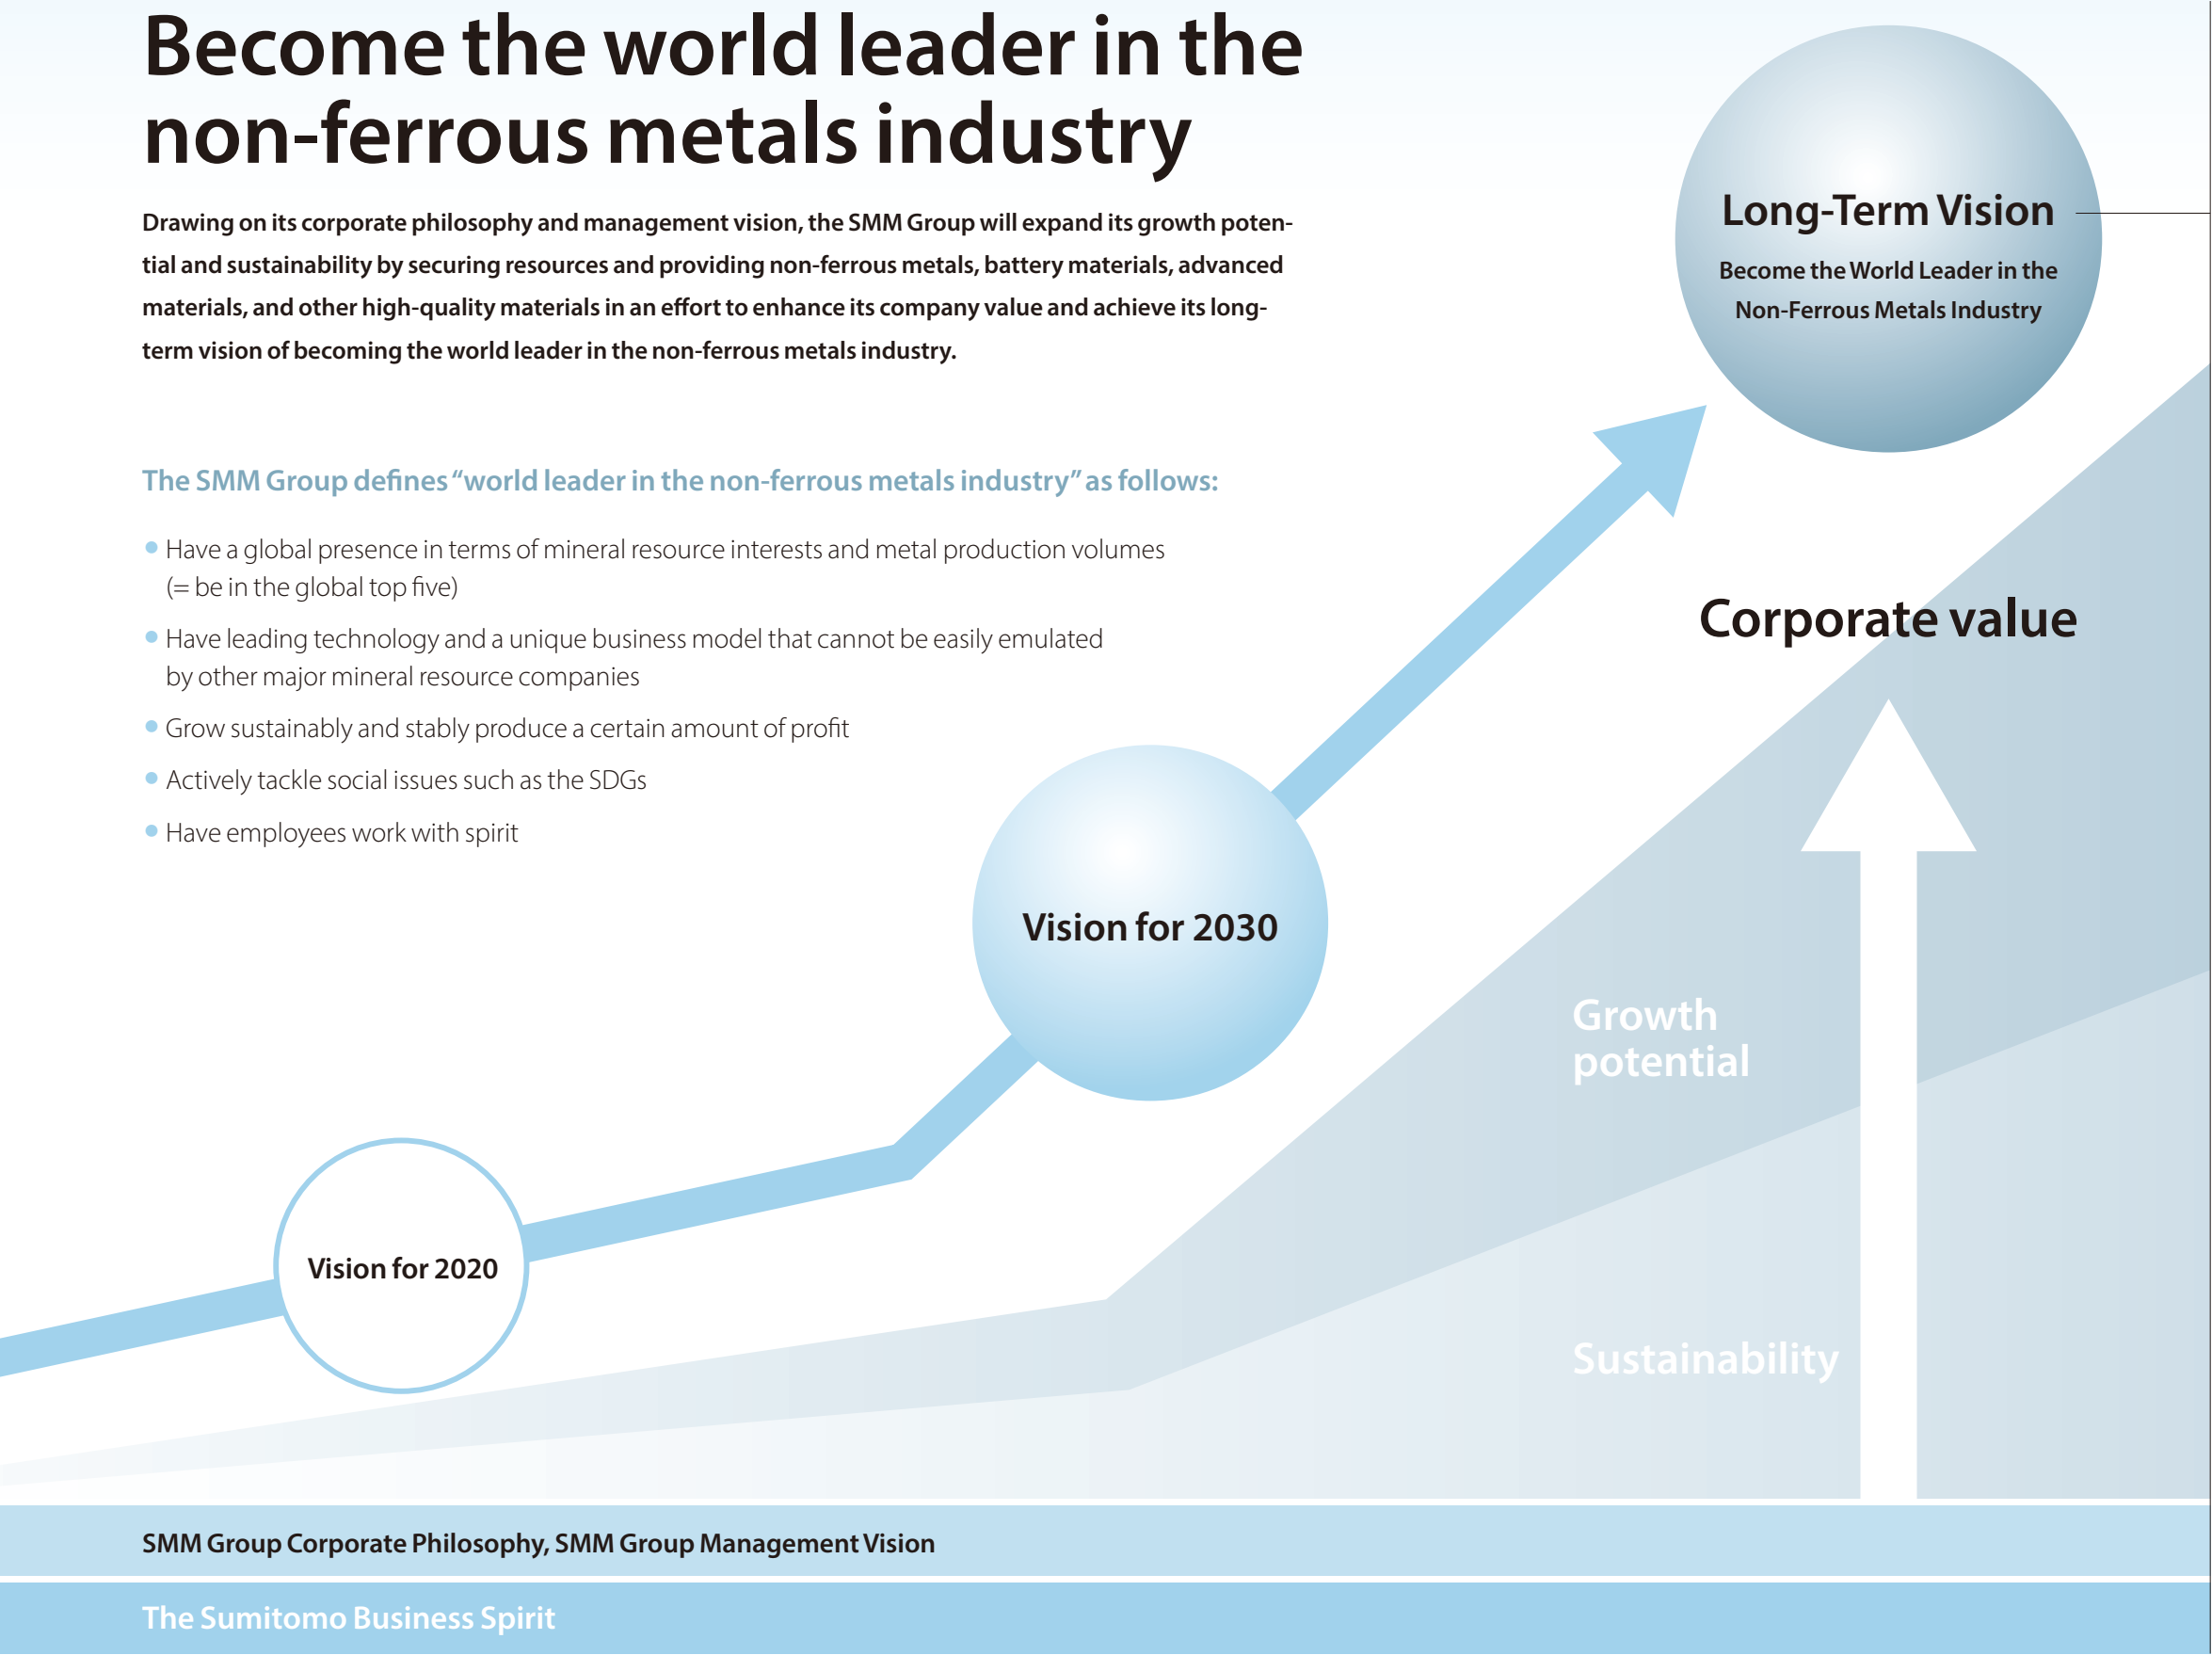 Become the world leader in the
non-ferrous metals industry
Drawing on its corporate philosophy and management vision, the SMM Group will expand its growth poten-
tial and sustainability by securing resources and providing non-ferrous metals, battery materials, advanced
materials, and other high-quality materials in an effort to enhance its company value and achieve its long-
term vision of becoming the world leader in the non-ferrous metals industry.
The SMM Group defines “world leader in the non-ferrous metals industry” as follows:
• Have a global presence in terms of mineral resource interests and metal production volumes
(= be in the global top five)
• Have leading technology and a unique business model that cannot be easily emulated
by other major mineral resource companies
• Grow sustainably and stably produce a certain amount of profit
• Actively tackle social issues such as the SDGs
• Have employees work with spirit
Long-Term Vision
Become the World Leader in the
Non-Ferrous Metals Industry
Corporate value
Vision for 2030
Growth
potential
Vision for 2020
Sustainability
SMM Group Corporate Philosophy, SMM Group Management Vision
The Sumitomo Business Spirit